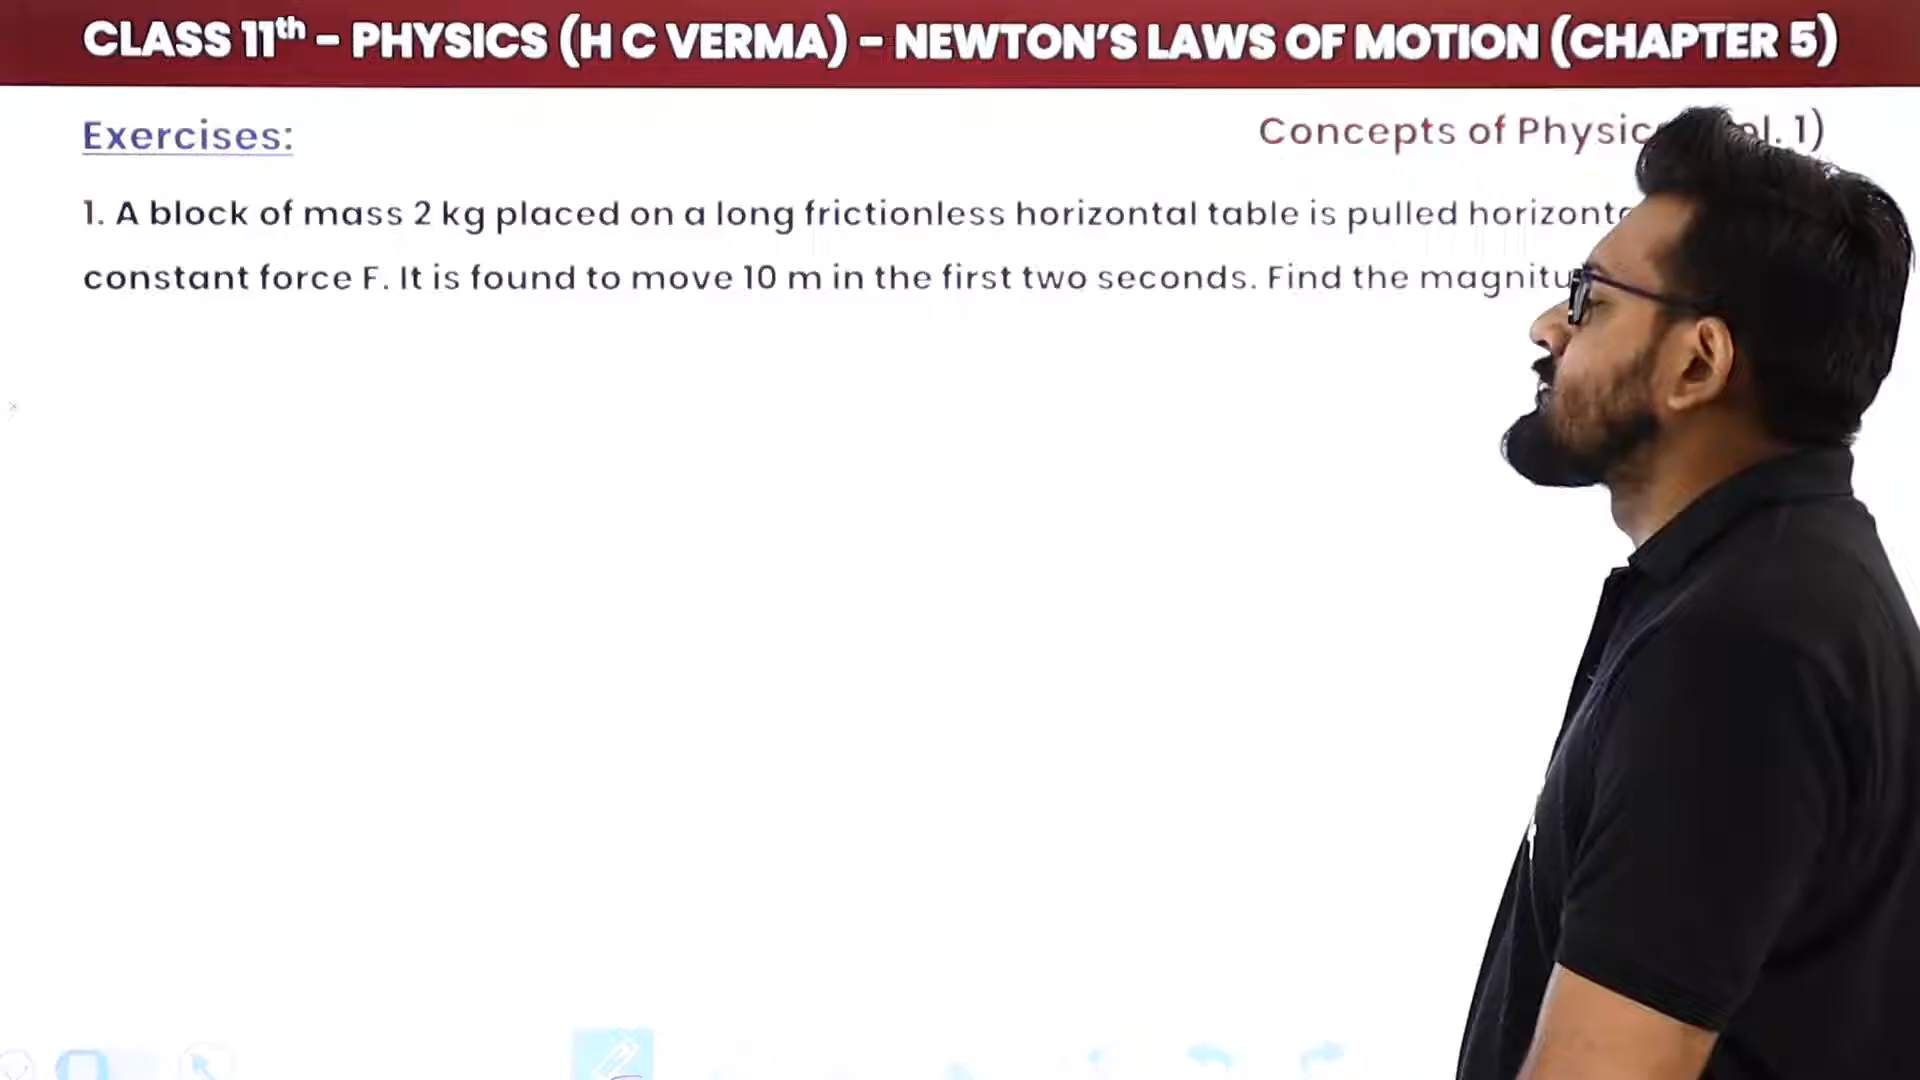 CLASS 11th - PHYSICS (H C VERMA) - NEWTON'S LAWS OF MOTION (CHAPTER 5)
Exercises:
Concepts of Physic 1)
1. A block of mass 2 kg placed on a long frictionless horizontal table is pulled
constant force F. It is found to move 10 m in the first two seconds. Find the